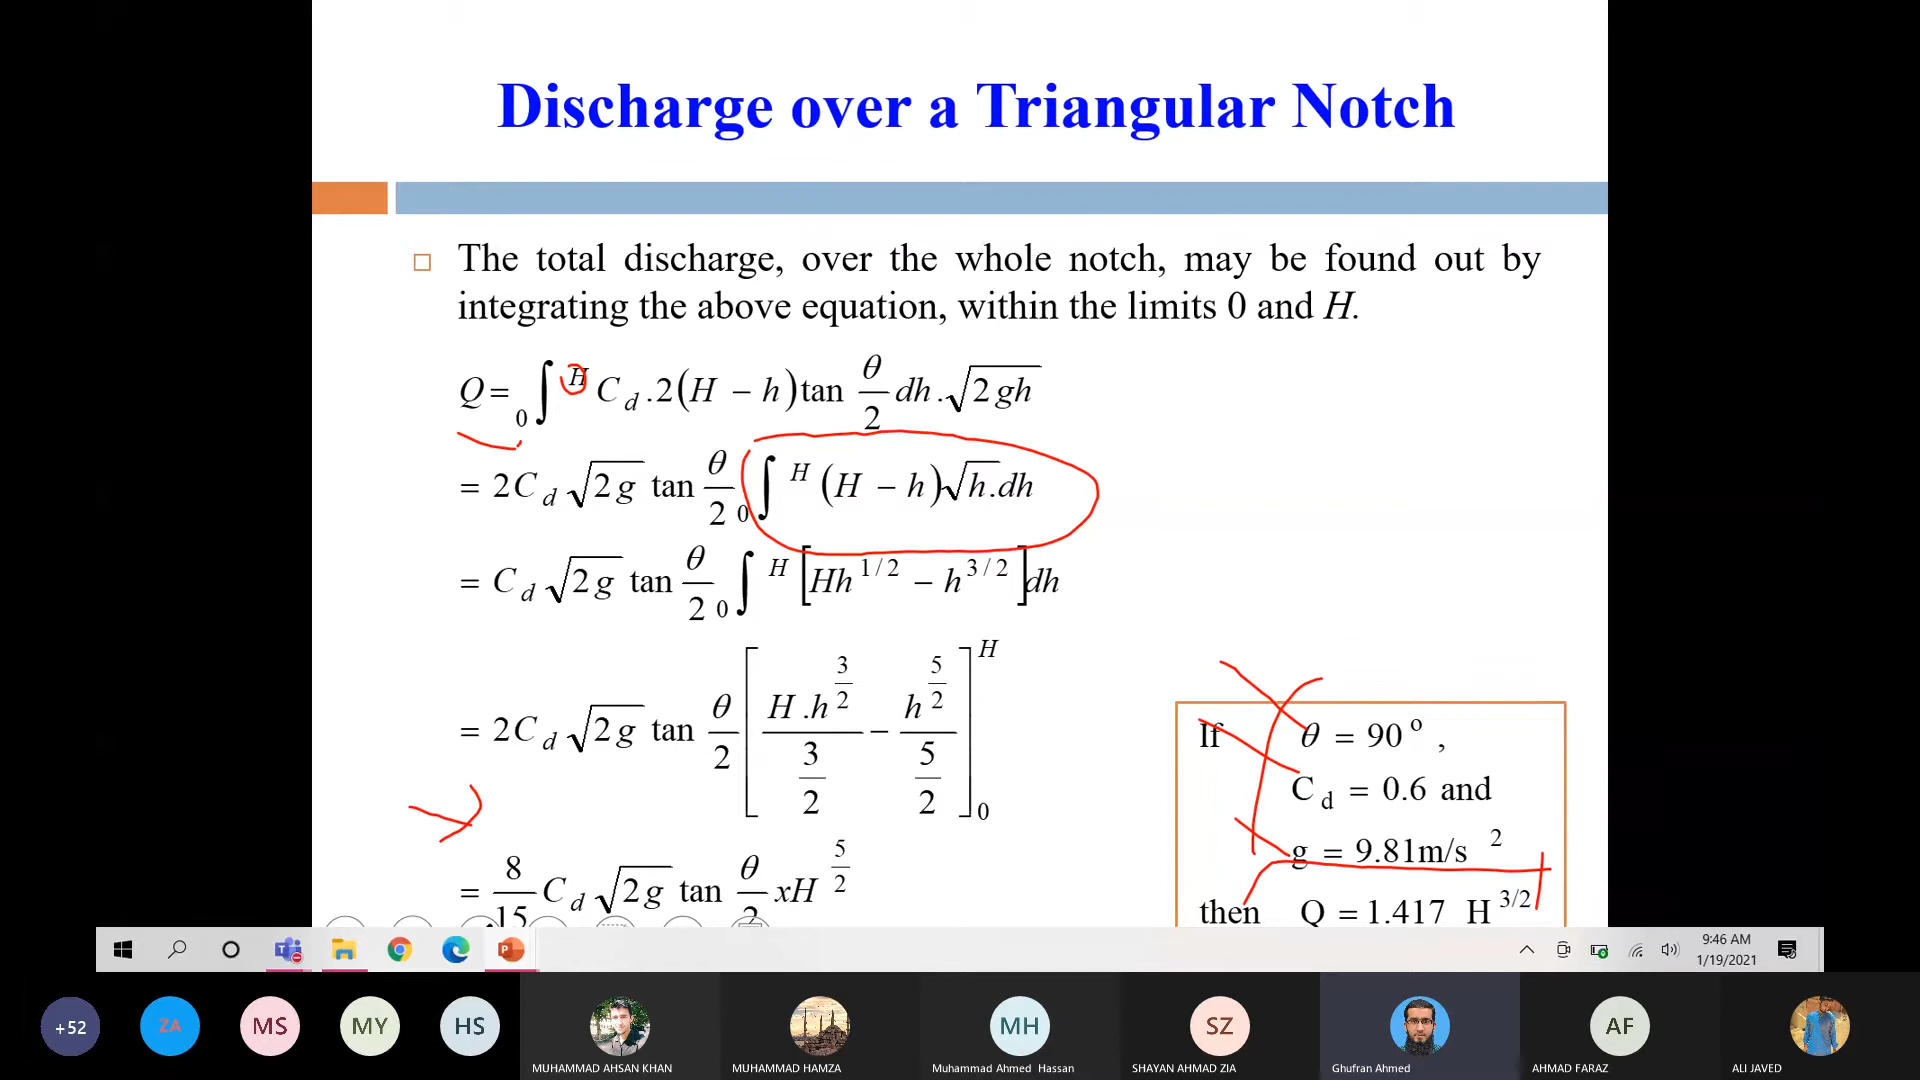 Discharge over a Triangular Notch
The total discharge, over the whole notch, may be found out by
integrating the above equation, within the limits 0 and H.
Q = ₀∫ᴴ C_d .2(H − h)tan θ/2 dh .√(2gh)
= 2C_d √(2g) tan θ/2 ₀∫ᴴ (H − h)√h.dh
= C_d √(2g) tan θ/2 ₀∫ᴴ [Hh^1/2 − h^3/2]dh
= 2C_d √(2g) tan θ/2 [H.h^3/2 / 3/2 − h^5/2 / 5/2]₀ᴴ
= 8/15 C_d √(2g) tan θ/2 xH^5/2
If θ = 90° ,
C_d = 0.6 and
g = 9.81m/s ²
then Q = 1.417 H^3/2
9:46 AM
1/19/2021
+52
ZA
MS
MY
HS
MH
SZ
AF
MUHAMMAD AHSAN KHAN
MUHAMMAD HAMZA
Muhammad Ahmed Hassan
SHAYAN AHMAD ZIA
Ghufran Ahmed
AHMAD FARAZ
ALI JAVED